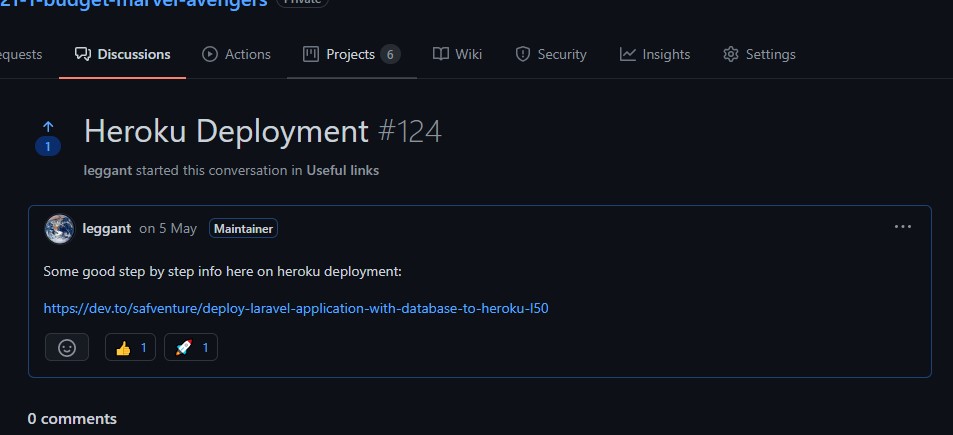 21-1-budget-marvel-avengers Private
equests Discussions Actions Projects 6 Wiki Security Insights Settings
Heroku Deployment #124
1
leggant started this conversation in Useful links
leggant on 5 May Maintainer
Some good step by step info here on heroku deployment:
https://dev.to/safventure/deploy-laravel-application-with-database-to-heroku-l50
1 1
0 comments